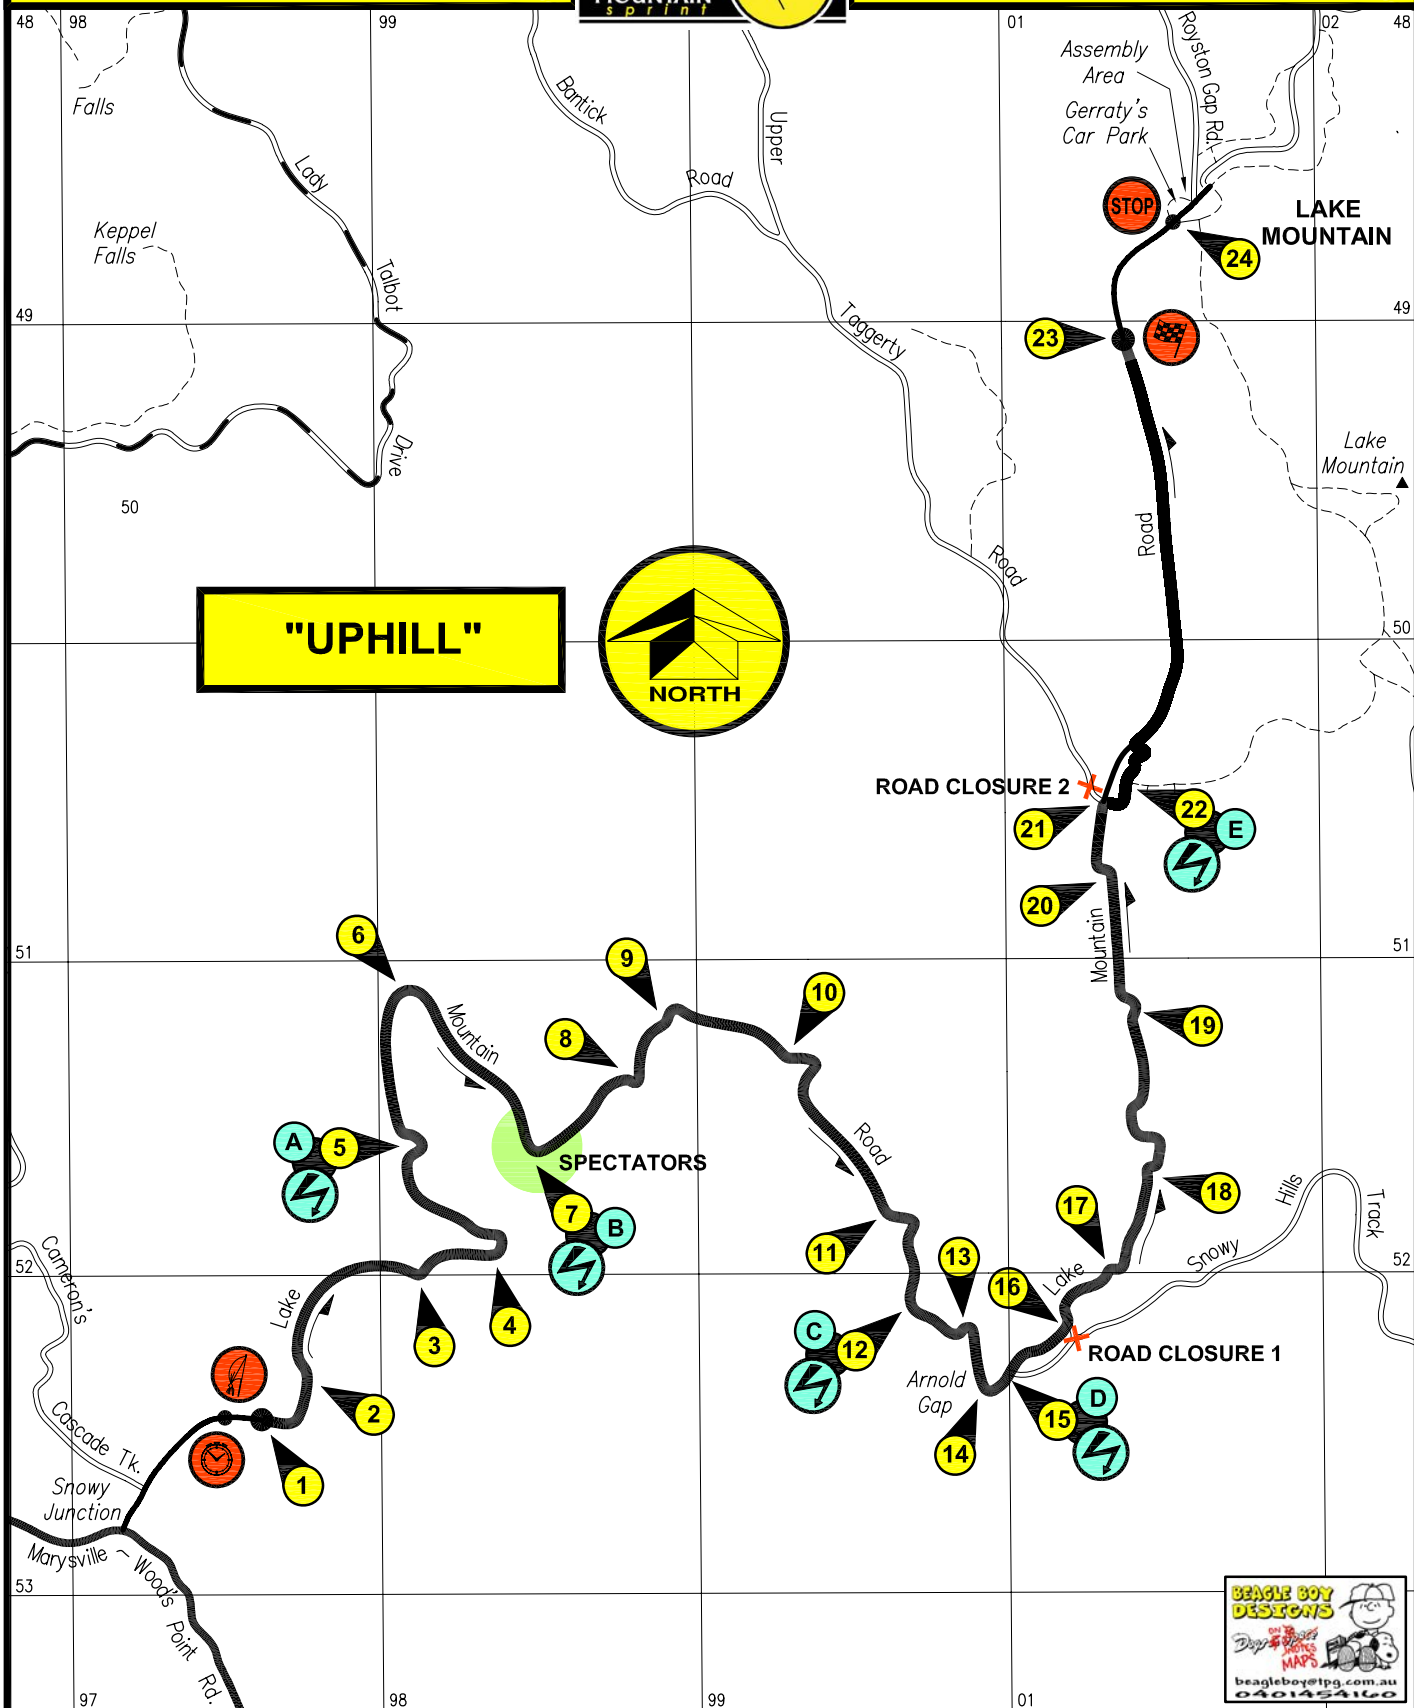 MOUNTAIN
sprint
48
98
99
01
02
48
Falls
Bantick
Road
Upper
Royston Gap Rd.
Assembly
Area
Gerraty's
Car Park
Lady
Talbot
Drive
Keppel
Falls
STOP
LAKE
MOUNTAIN
24
49
49
Taggerty
Road
23
Lake
Mountain
Road
50
"UPHILL"
NORTH
50
ROAD CLOSURE 2
21
22
E
20
Mountain
51
51
6
9
10
Mountain
8
19
A
5
SPECTATORS
Road
7
B
18
17
Hills
Track
Snowy
11
13
16
Lake
52
52
Cameron's
Lake
3
4
C
12
ROAD CLOSURE 1
Arnold
Gap
D
15
14
2
1
Cascade Tk.
Snowy
Junction
Marysville ~ Wood's Point Rd.
53
BEAGLE BOY
DESIGNS
MAPS
beagleboy@tpg.com.au
0401454160
97
98
99
01